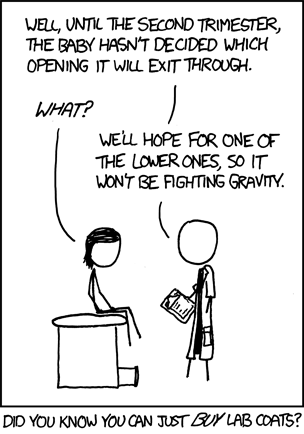 WELL, UNTIL THE SECOND TRIMESTER,
THE BABY HASN'T DECIDED WHICH
OPENING IT WILL EXIT THROUGH.
WHAT?
WE'LL HOPE FOR ONE OF
THE LOWER ONES, SO IT
WON'T BE FIGHTING GRAVITY.
DID YOU KNOW YOU CAN JUST BUY LAB COATS?